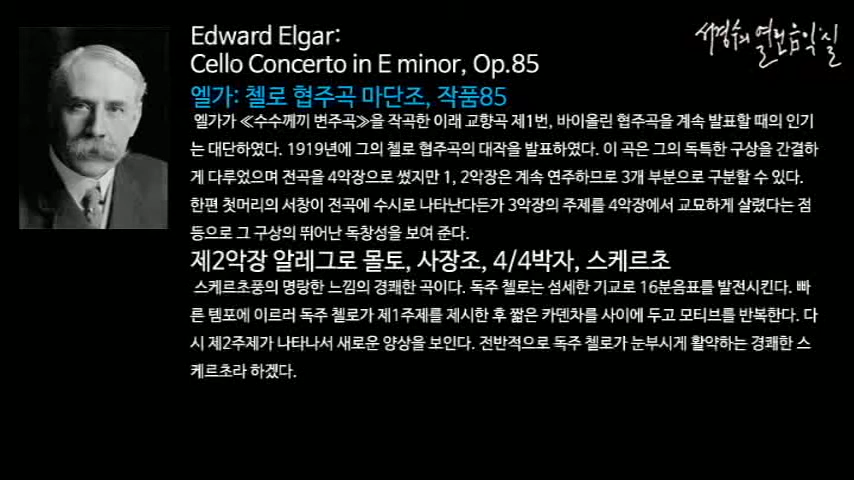 서경수의 열린음악실
Edward Elgar:
Cello Concerto in E minor, Op.85
엘가: 첼로 협주곡 마단조, 작품85
엘가가 ≪수수께끼 변주곡≫을 작곡한 이래 교향곡 제1번, 바이올린 협주곡을 계속 발표할 때의 인기
는 대단하였다. 1919년에 그의 첼로 협주곡의 대작을 발표하였다. 이 곡은 그의 독특한 구상을 간결하
게 다루었으며 전곡을 4악장으로 썼지만 1, 2악장은 계속 연주하므로 3개 부분으로 구분할 수 있다.
한편 첫머리의 서창이 전곡에 수시로 나타난다든가 3악장의 주제를 4악장에서 교묘하게 살렸다는 점
등으로 그 구상의 뛰어난 독창성을 보여 준다.
제2악장 알레그로 몰토, 사장조, 4/4박자, 스케르초
스케르초풍의 명랑한 느낌의 경쾌한 곡이다. 독주 첼로는 섬세한 기교로 16분음표를 발전시킨다. 빠
른 템포에 이르러 독주 첼로가 제1주제를 제시한 후 짧은 카덴차를 사이에 두고 모티브를 반복한다. 다
시 제2주제가 나타나서 새로운 양상을 보인다. 전반적으로 독주 첼로가 눈부시게 활약하는 경쾌한 스
케르초라 하겠다.